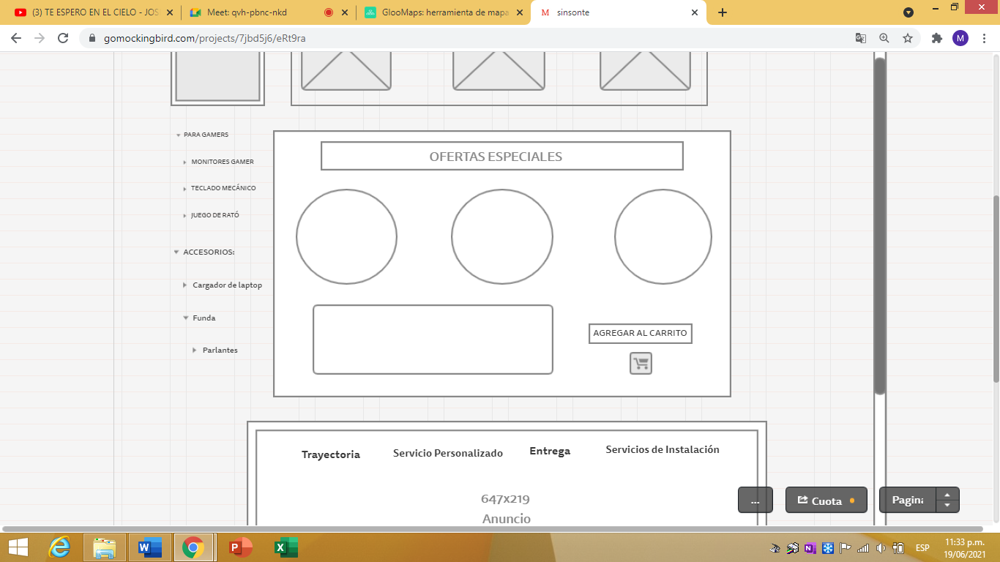 (3) TE ESPERO EN EL CIELO - JOS
Meet: qvh-pbnc-nkd
GlooMaps: herramienta de mapa
M sinsonte
gomockingbird.com/projects/7jbd5j6/eRt9ra
M
PARA GAMERS
MONITORES GAMER
TECLADO MECÁNICO
JUEGO DE RATÓ
ACCESORIOS:
Cargador de laptop
Funda
Parlantes
OFERTAS ESPECIALES
AGREGAR AL CARRITO
Trayectoria
Servicio Personalizado
Entrega
Servicios de Instalación
647x219
Anuncio
...
Cuota
Pagina
ESP
11:33 p.m.
19/06/2021